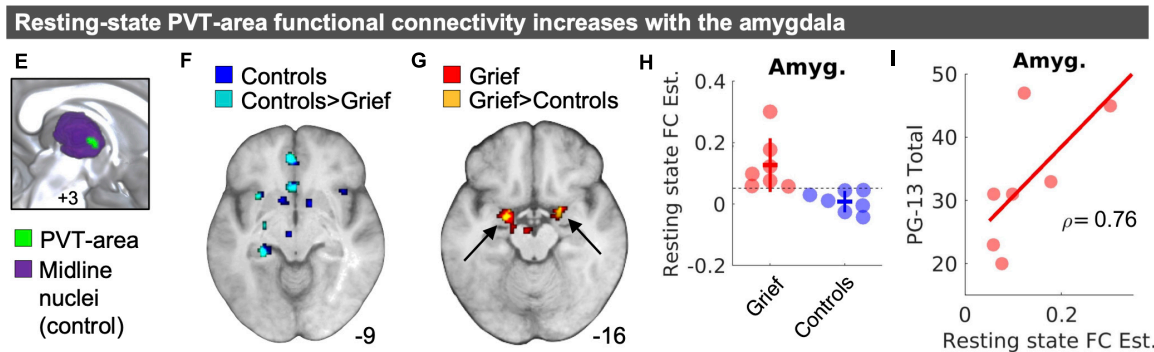 Resting-state PVT-area functional connectivity increases with the amygdala
E
+3
PVT-area
Midline
nuclei
(control)
F
Controls
Controls>Grief
-9
G
Grief
Grief>Controls
-16
H
Amyg.
Resting state FC Est.
0.4
0.2
0
-0.2
Grief
Controls
I
Amyg.
PG-13 Total
50
40
30
20
ρ= 0.76
0
0.2
Resting state FC Est.